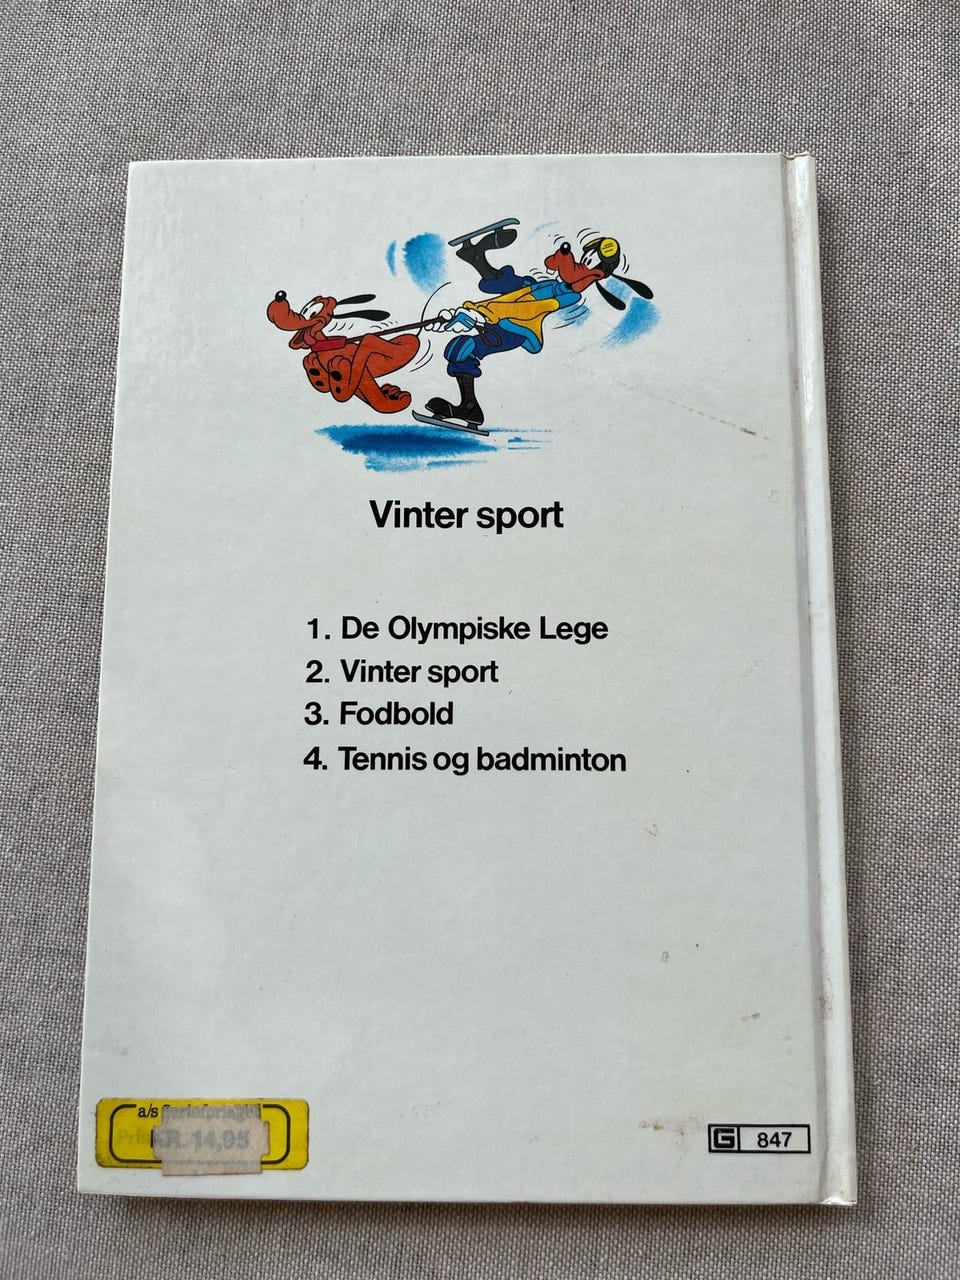 Vinter sport
1. De Olympiske Lege
2. Vinter sport
3. Fodbold
4. Tennis og badminton
a/s
KR. 14,95
G 847